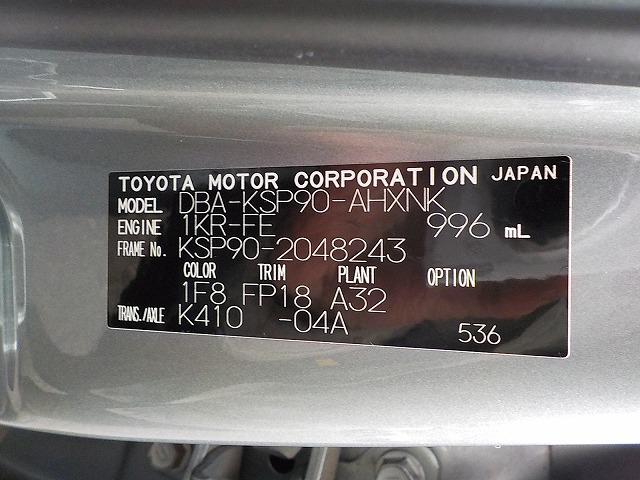 TOYOTA MOTOR CORPORATION JAPAN
MODEL DBA-KSP90-AHXNK
ENGINE 1KR-FE 996 mL
FRAME No. KSP90-2048243
COLOR TRIM PLANT OPTION
1F8 FP18 A32
TRANS./AXLE K410 -04A 536